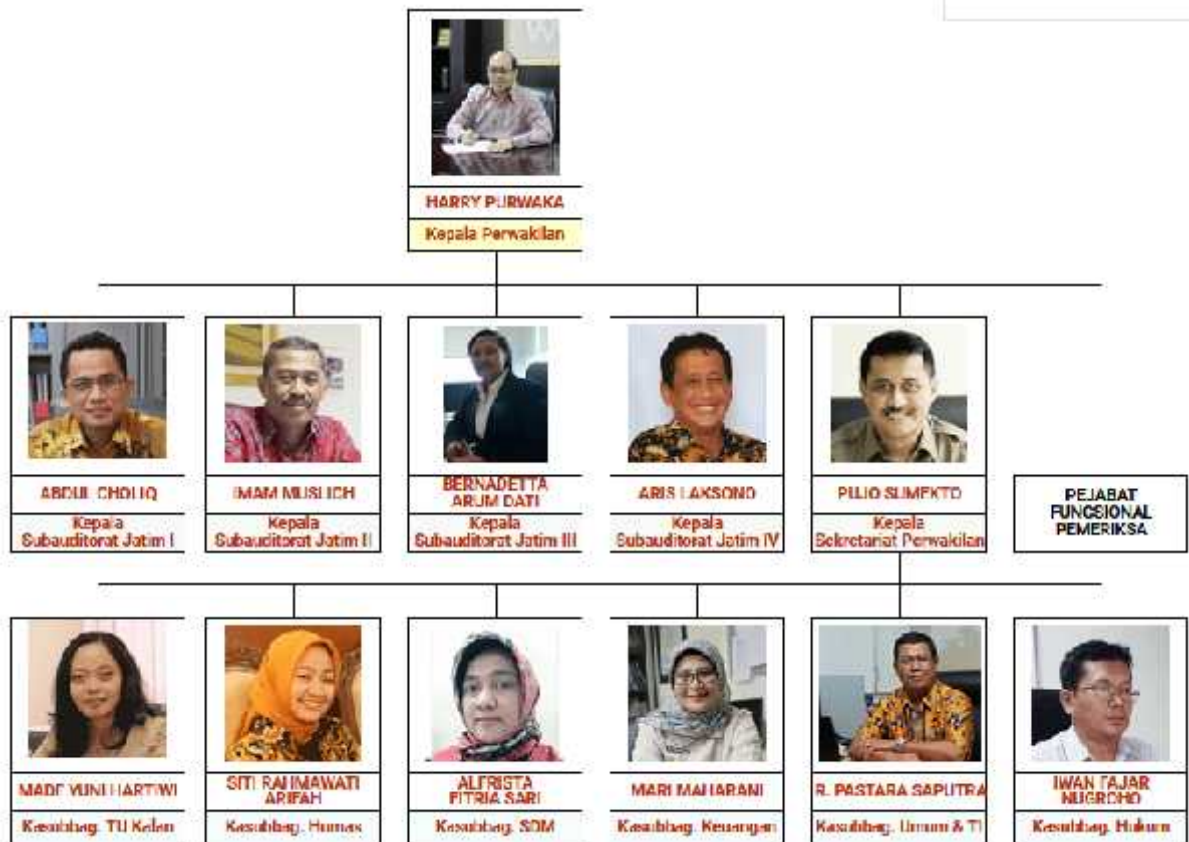 HARRY PURWAKA
Kepala Perwakilan
ABDUL CHOLIQ
Kepala
Subauditorat Jatim I
IMAM MUSLICH
Kepala
Subauditorat Jatim II
BERNADETTA
ARUM DATI
Kepala
Subauditorat Jatim III
ARIS LAKSONO
Kepala
Subauditorat Jatim IV
PUJO SUMEKTO
Kepala
Sekretariat Perwakilan
PEJABAT
FUNGSIONAL
PEMERIKSA
MADE YUNI HARTIWI
Kasubbag. TU Kalan
SITI RAHMAWATI
ARIFAH
Kasubbag. Humas
ALFRISTA
FITRIA SARI
Kasubbag. SDM
MARI MAHARANI
Kasubbag. Keuangan
R. PASTARA SAPUTRA
Kasubbag. Umum & TI
IWAN FAJAR
NUGROHO
Kasubbag. Hukum